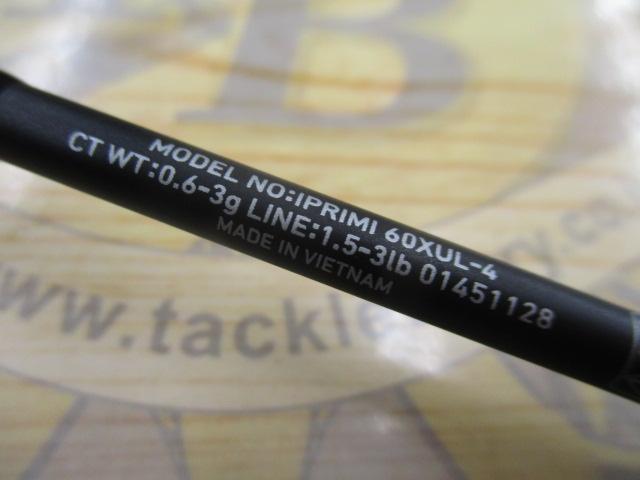 B
MODEL NO:IPRIMI 60XUL-4
CT WT:0.6-3g LINE:1.5-3lb 01451128
MADE IN VIETNAM
www.tackle